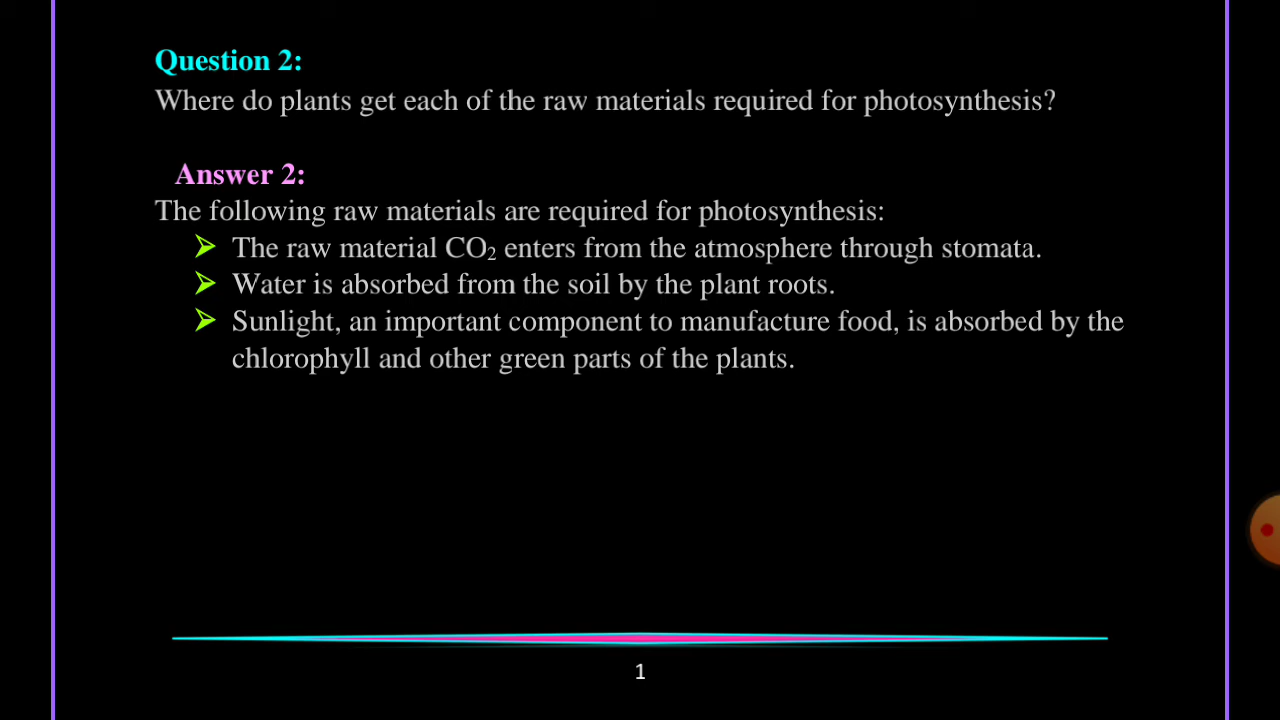 Question 2:
Where do plants get each of the raw materials required for photosynthesis?
Answer 2:
The following raw materials are required for photosynthesis:
➢ The raw material CO₂ enters from the atmosphere through stomata.
➢ Water is absorbed from the soil by the plant roots.
➢ Sunlight, an important component to manufacture food, is absorbed by the
chlorophyll and other green parts of the plants.
1